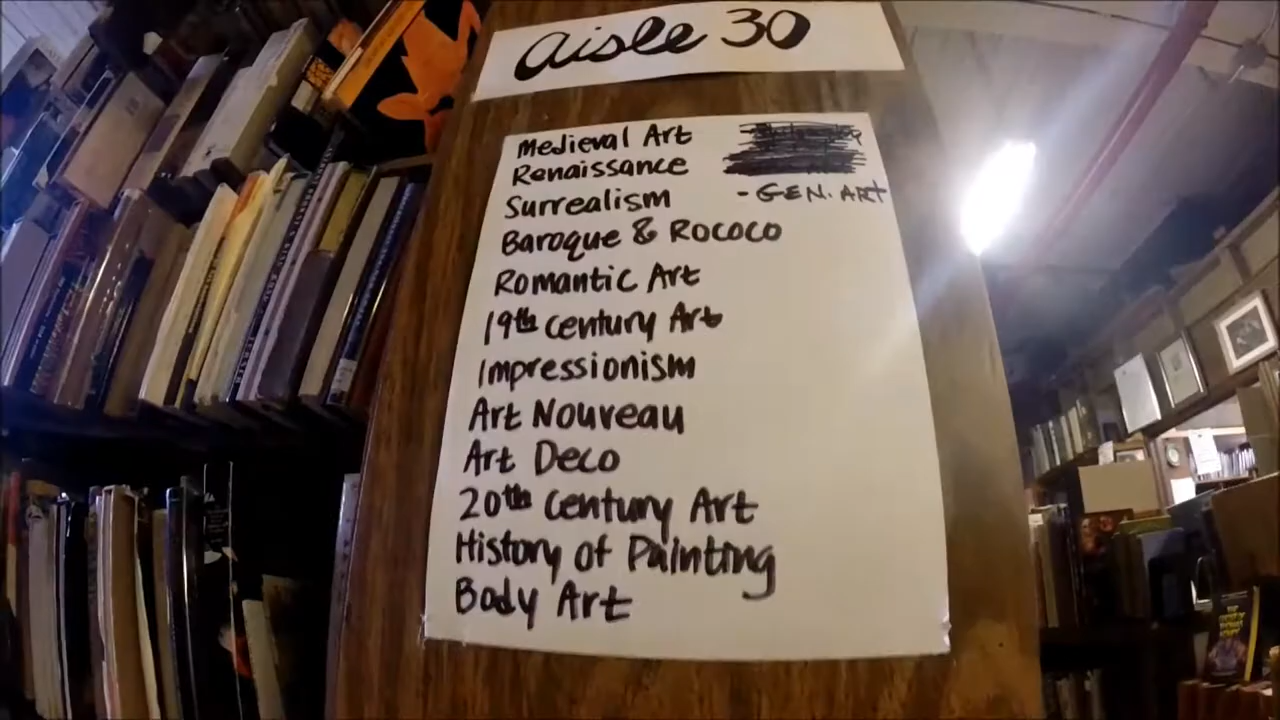 Aisle 30
Medieval Art
Renaissance
Surrealism - GEN. ART
Baroque & Rococo
Romantic Art
19th Century Art
Impressionism
Art Nouveau
Art Deco
20th Century Art
History of Painting
Body Art